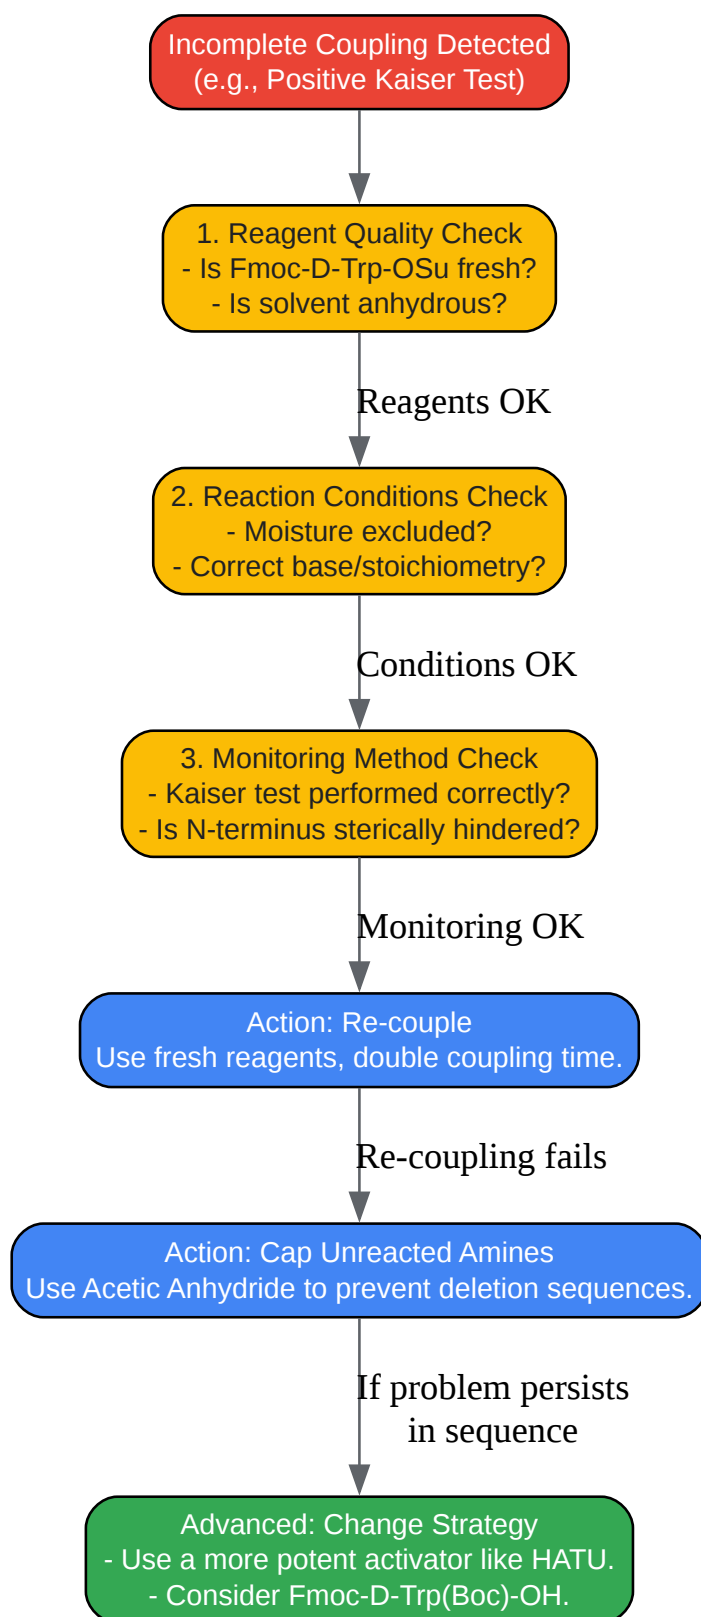 Incomplete Coupling Detected
(e.g., Positive Kaiser Test)
1. Reagent Quality Check
- Is Fmoc-D-Trp-OSu fresh?
- Is solvent anhydrous?
Reagents OK
2. Reaction Conditions Check
- Moisture excluded?
- Correct base/stoichiometry?
Conditions OK
3. Monitoring Method Check
- Kaiser test performed correctly?
- Is N-terminus sterically hindered?
Monitoring OK
Action: Re-couple
Use fresh reagents, double coupling time.
Re-coupling fails
Action: Cap Unreacted Amines
Use Acetic Anhydride to prevent deletion sequences.
If problem persists
in sequence
Advanced: Change Strategy
- Use a more potent activator like HATU.
- Consider Fmoc-D-Trp(Boc)-OH.